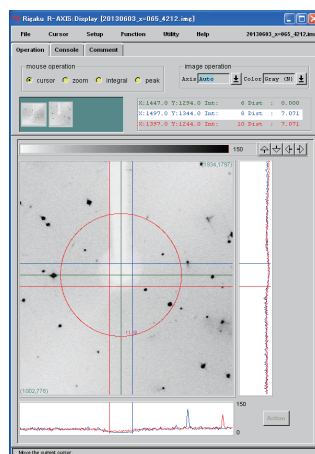 Rigaku R-AXIS Display [20130603_x=065_4212.img]
File Cursor Setup Function Utility Help 20130603_x=065_4212.img
Operation Console Comment
mouse operation
cursor zoom integral peak
image operation
Axis Auto Color Gray (N)
X:1447.0 Y:1294.0 Int: 6 Dist : 0.000
X:1497.0 Y:1344.0 Int: 8 Dist : 7.071
X:1397.0 Y:1244.0 Int: 10 Dist : 7.071
150
(1934,1797)
(1002,778)
150
0
Action
Move the current cursor.